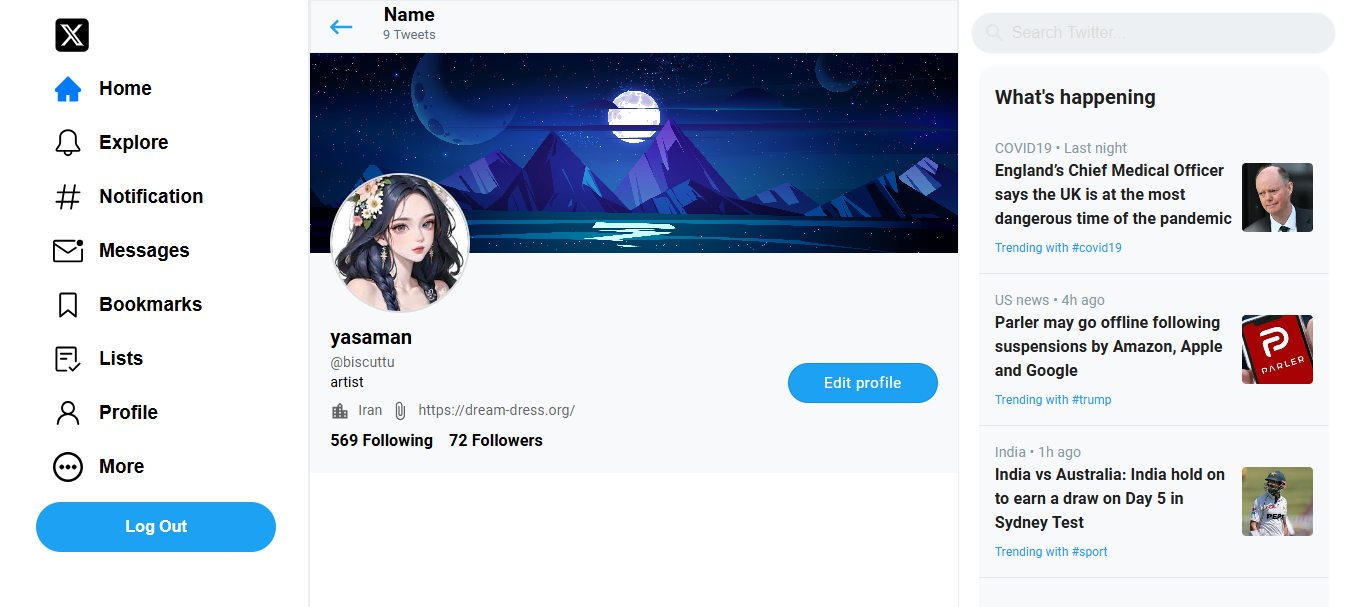 Home
Explore
Notification
Messages
Bookmarks
Lists
Profile
More
Log Out
Name
9 Tweets
yasaman
@biscuttu
artist
Iran https://dream-dress.org/
569 Following 72 Followers
Edit profile
Search Twitter...
What's happening
COVID19 • Last night
England’s Chief Medical Officer
says the UK is at the most
dangerous time of the pandemic
Trending with #covid19
US news • 4h ago
Parler may go offline following
suspensions by Amazon, Apple
and Google
Trending with #trump
PARLER
India • 1h ago
India vs Australia: India hold on
to earn a draw on Day 5 in
Sydney Test
Trending with #sport
PEPS